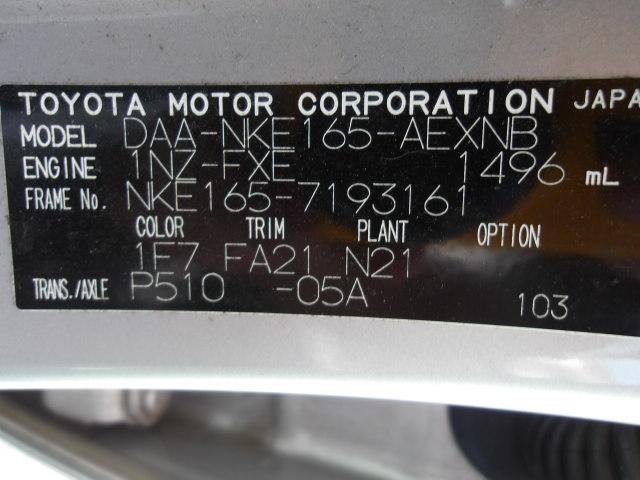 TOYOTA MOTOR CORPORATION JAPA
MODEL DAA-NKE165-AEXNB
ENGINE 1NZ-FXE 1496 mL
FRAME No. NKE165-7193161
COLOR TRIM PLANT OPTION
1F7 FA21 N21
TRANS./AXLE P510 -05A 103